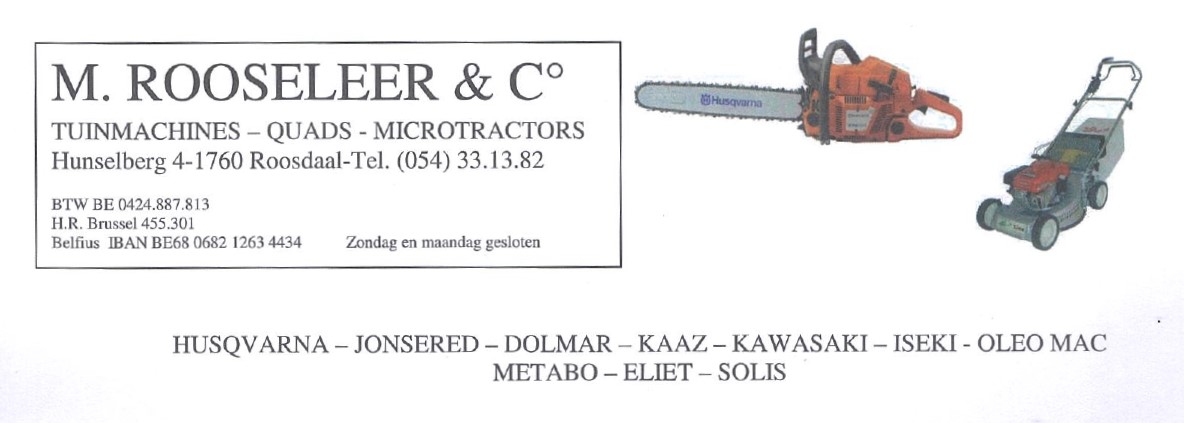 M. ROOSELEER & C°
TUINMACHINES – QUADS - MICROTRACTORS
Hunselberg 4-1760 Roosdaal-Tel. (054) 33.13.82
BTW BE 0424.887.813
H.R. Brussel 455.301
Belfius IBAN BE68 0682 1263 4434 Zondag en maandag gesloten
Husqvarna
HUSQVARNA – JONSERED – DOLMAR – KAAZ – KAWASAKI – ISEKI - OLEO MAC
METABO – ELIET – SOLIS